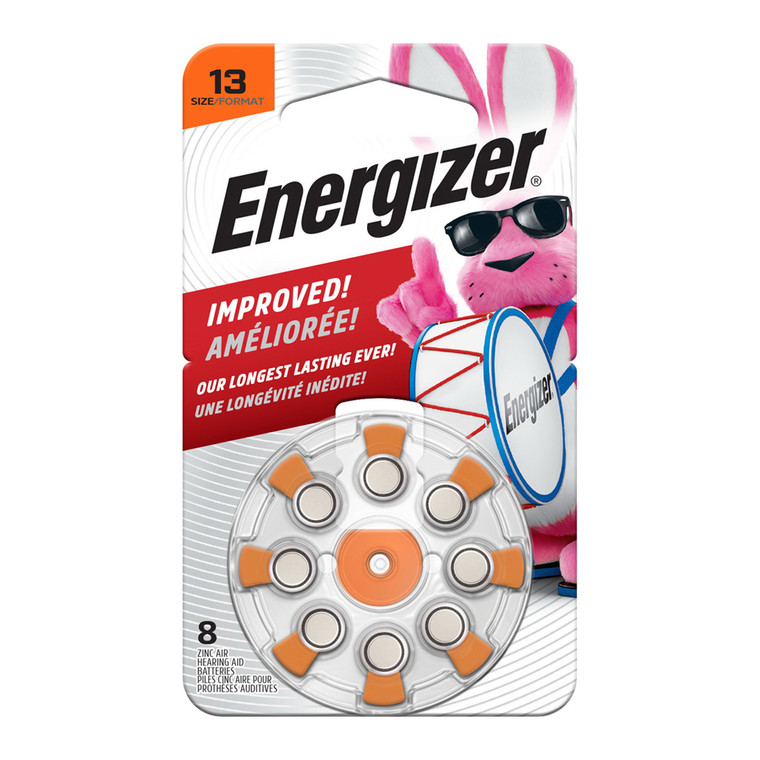 13
SIZE/FORMAT
Energizer®
IMPROVED!
AMÉLIORÉE!
OUR LONGEST LASTING EVER!
UNE LONGÉVITÉ INÉDITE!
Energizer
8
ZINC AIR
HEARING AID
BATTERIES
PILES CINC AIRE POUR
PROTHÈSES AUDITIVES